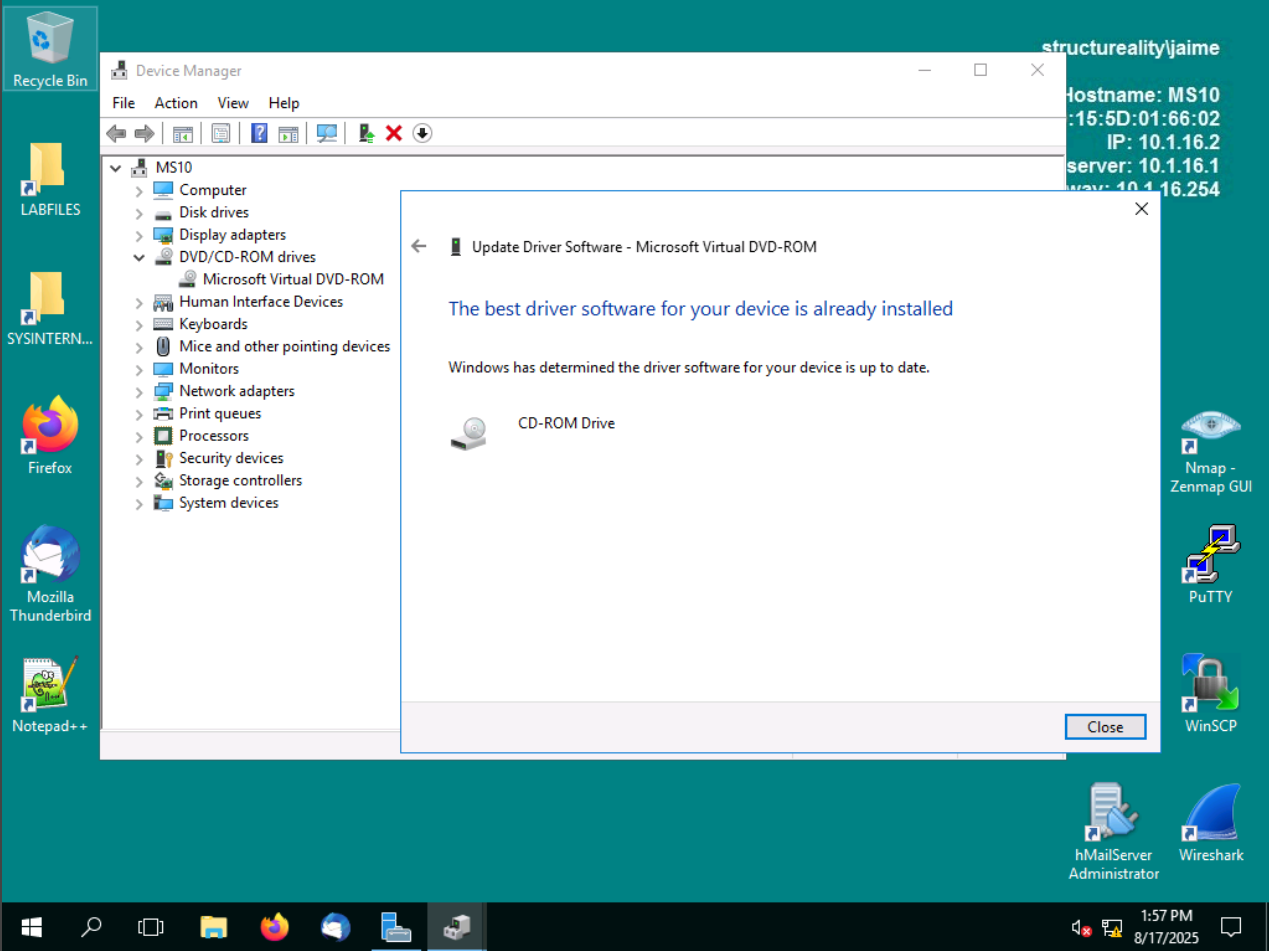 Recycle Bin
LABFILES
SYSINTERN...
Firefox
Mozilla
Thunderbird
Notepad++
structureality\jaime
Hostname: MS10
:15:5D:01:66:02
IP: 10.1.16.2
server: 10.1.16.1
way: 10.1.16.254
Device Manager
File Action View Help
MS10
Computer
Disk drives
Display adapters
DVD/CD-ROM drives
Microsoft Virtual DVD-ROM
Human Interface Devices
Keyboards
Mice and other pointing devices
Monitors
Network adapters
Print queues
Processors
Security devices
Storage controllers
System devices
Update Driver Software - Microsoft Virtual DVD-ROM
The best driver software for your device is already installed
Windows has determined the driver software for your device is up to date.
CD-ROM Drive
Close
Nmap -
Zenmap GUI
PuTTY
WinSCP
hMailServer
Administrator
Wireshark
1:57 PM
8/17/2025